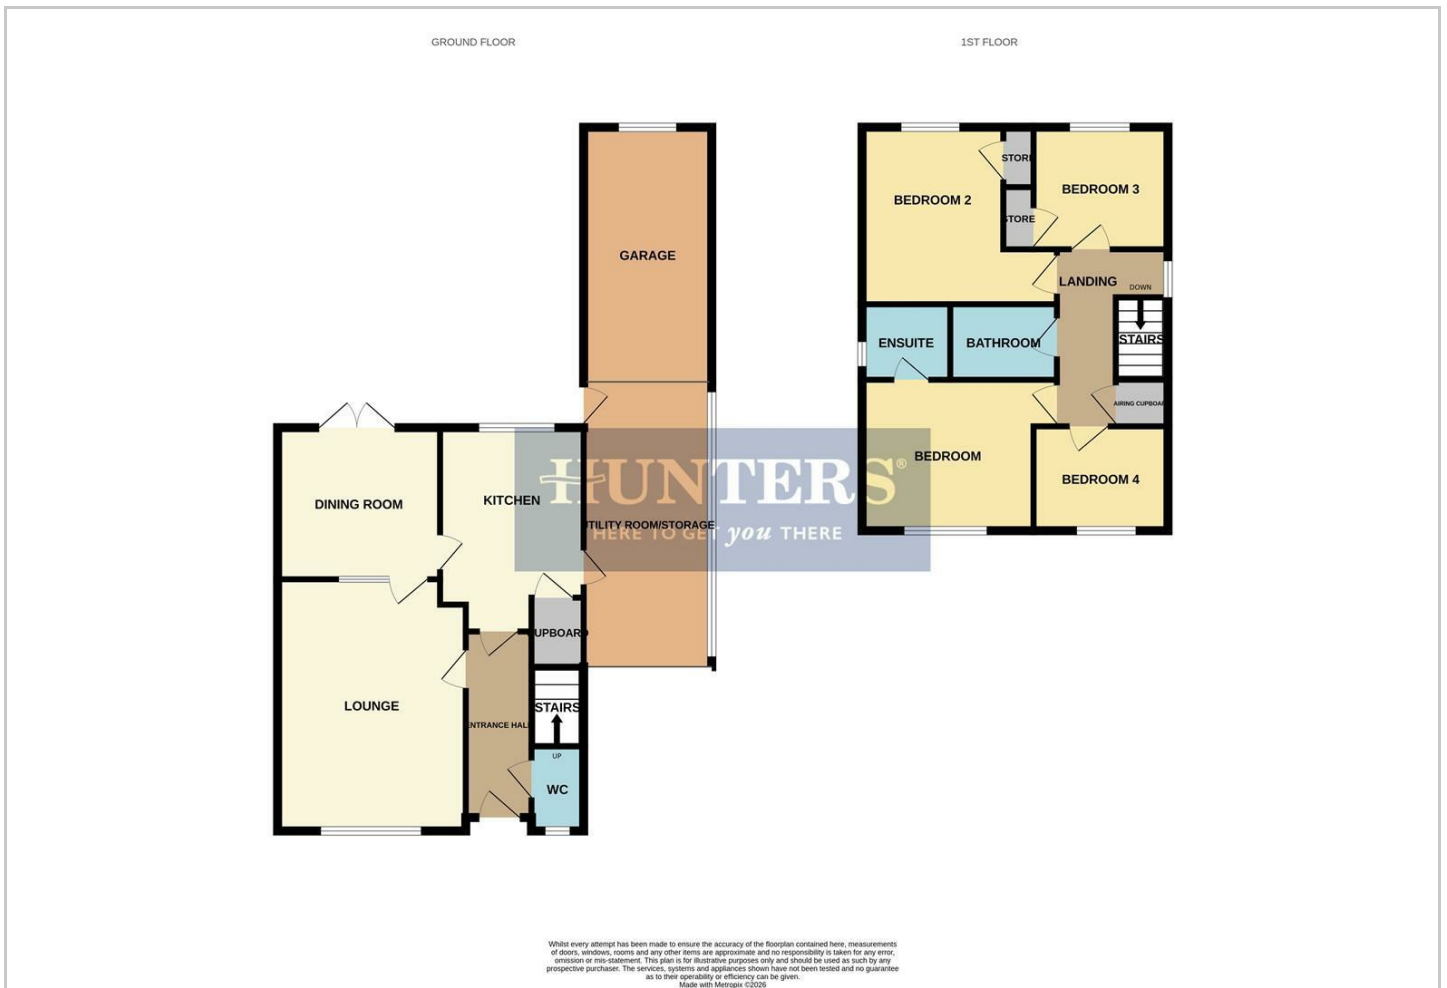 GROUND FLOOR
1ST FLOOR
GARAGE
DINING ROOM
KITCHEN
UTILITY ROOM/STORAGE
LOUNGE
CUPBOARD
ENTRANCE HALL
STAIRS
UP
WC
BEDROOM 2
STORE
STORE
BEDROOM 3
LANDING
DOWN
ENSUITE
BATHROOM
STAIRS
AIRING CUPBOARD
BEDROOM
BEDROOM 4
HUNTERS®
HERE TO GET you THERE
Whilst every attempt has been made to ensure the accuracy of the floorplan contained here, measurements
of doors, windows, rooms and any other items are approximate and no responsibility is taken for any error,
omission or mis-statement. This plan is for illustrative purposes only and should be used as such by any
prospective purchaser. The services, systems and appliances shown have not been tested and no guarantee
as to their operability or efficiency can be given.
Made with Metropix ©2026